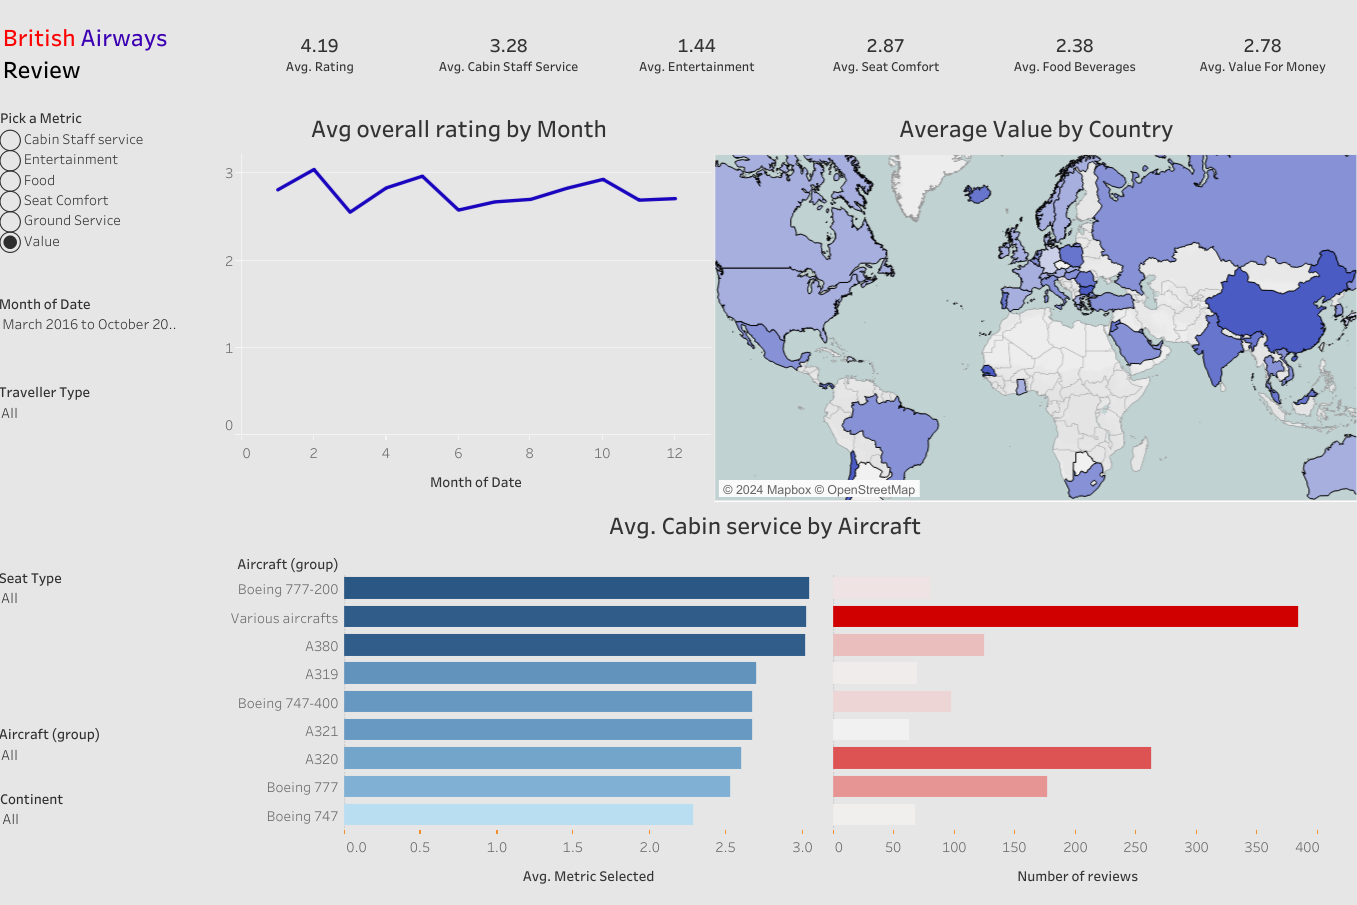 British Airways
Review
4.19
Avg. Rating
3.28
Avg. Cabin Staff Service
1.44
Avg. Entertainment
2.87
Avg. Seat Comfort
2.38
Avg. Food Beverages
2.78
Avg. Value For Money
Pick a Metric
Cabin Staff service
Entertainment
Food
Seat Comfort
Ground Service
Value
Month of Date
March 2016 to October 20..
Traveller Type
All
Avg overall rating by Month
3
2
1
0
0 2 4 6 8 10 12
Month of Date
Average Value by Country
© 2024 Mapbox © OpenStreetMap
Avg. Cabin service by Aircraft
Seat Type
All
Aircraft (group)
All
Continent
All
Aircraft (group)
Boeing 777-200
Various aircrafts
A380
A319
Boeing 747-400
A321
A320
Boeing 777
Boeing 747
0.0 0.5 1.0 1.5 2.0 2.5 3.0
Avg. Metric Selected
0 50 100 150 200 250 300 350 400
Number of reviews